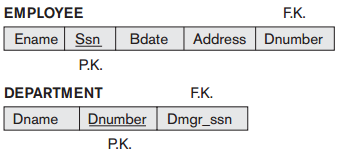 EMPLOYEE F.K.
Ename Ssn Bdate Address Dnumber
P.K.
DEPARTMENT F.K.
Dname Dnumber Dmgr_ssn
P.K.